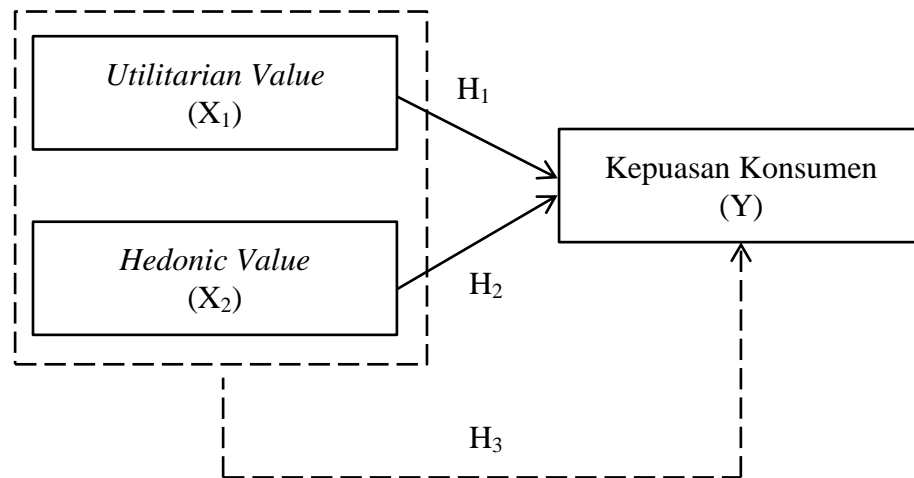 Utilitarian Value
(X₁)
H₁
Kepuasan Konsumen
(Y)
Hedonic Value
(X₂)
H₂
H₃